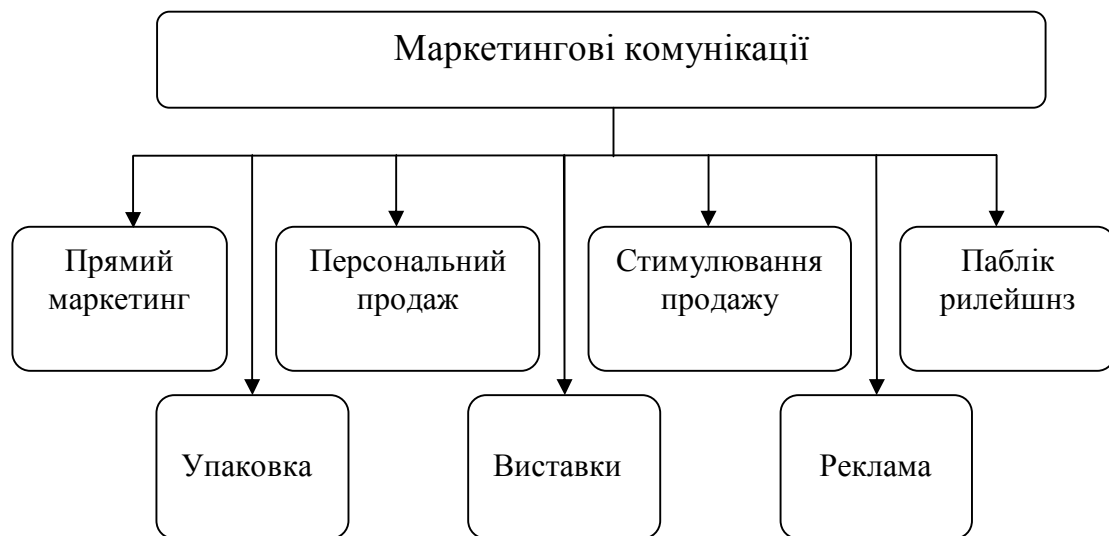 Маркетингові комунікації
Прямий
маркетинг
Персональний
продаж
Стимулювання
продажу
Паблік
рилейшнз
Упаковка
Виставки
Реклама